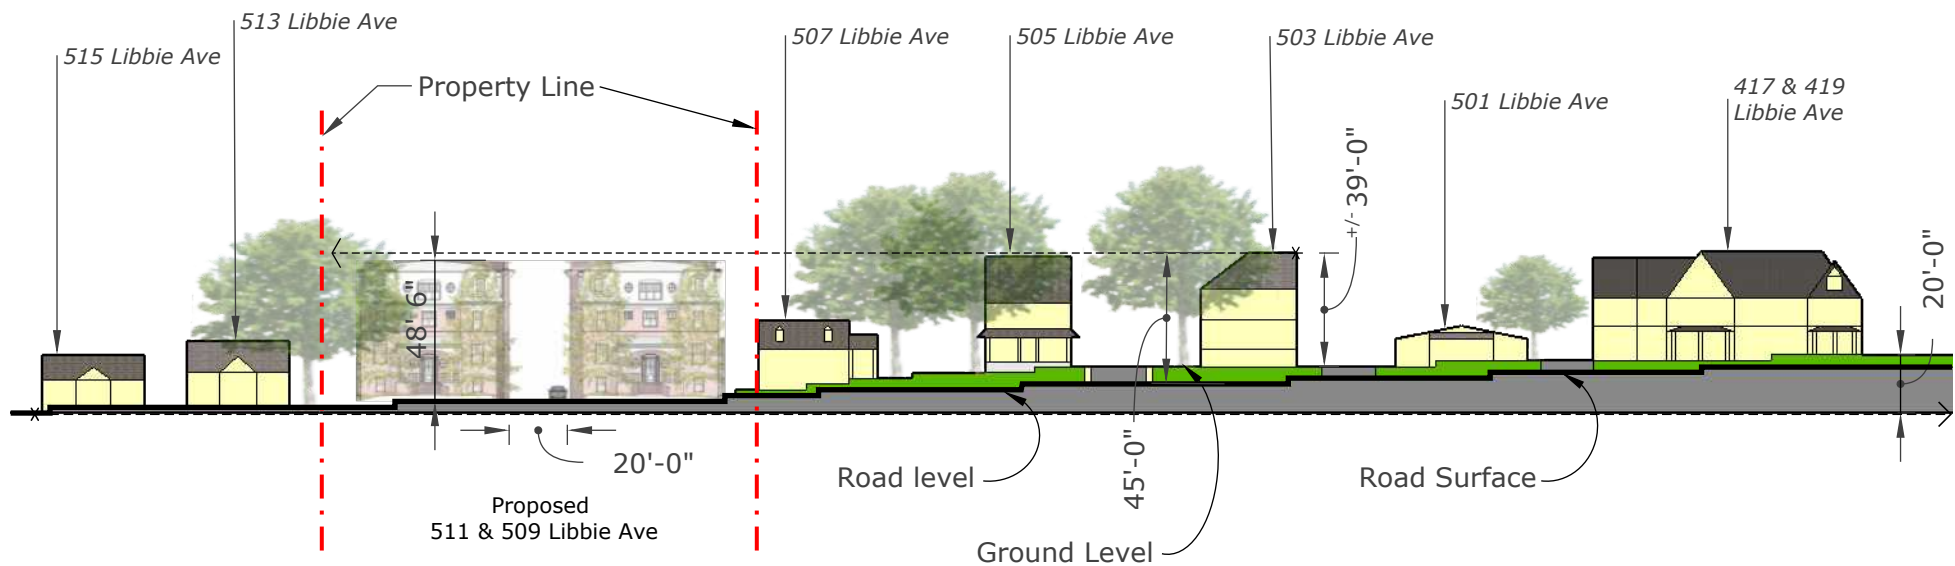 513 Libbie Ave
515 Libbie Ave
507 Libbie Ave
505 Libbie Ave
503 Libbie Ave
Property Line
501 Libbie Ave
417 & 419
Libbie Ave
+/- 39'-0"
20'-0"
48' 6"
45'-0"
20'-0"
Road level
Road Surface
Proposed
511 & 509 Libbie Ave
Ground Level